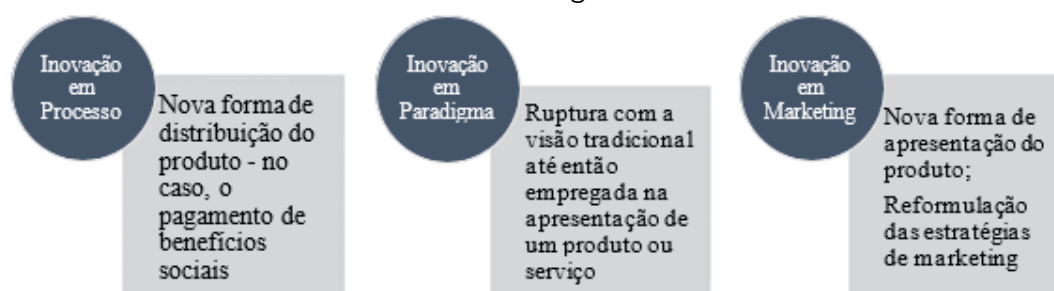 Inovação
em
Processo
Nova forma de
distribuição do
produto - no
caso, o
pagamento de
benefícios
sociais
Inovação
em
Paradigma
Ruptura com a
visão tradicional
até então
empregada na
apresentação de
um produto ou
serviço
Inovação
em
Marketing
Nova forma de
apresentação do
produto;
Reformulação
das estratégias
de marketing